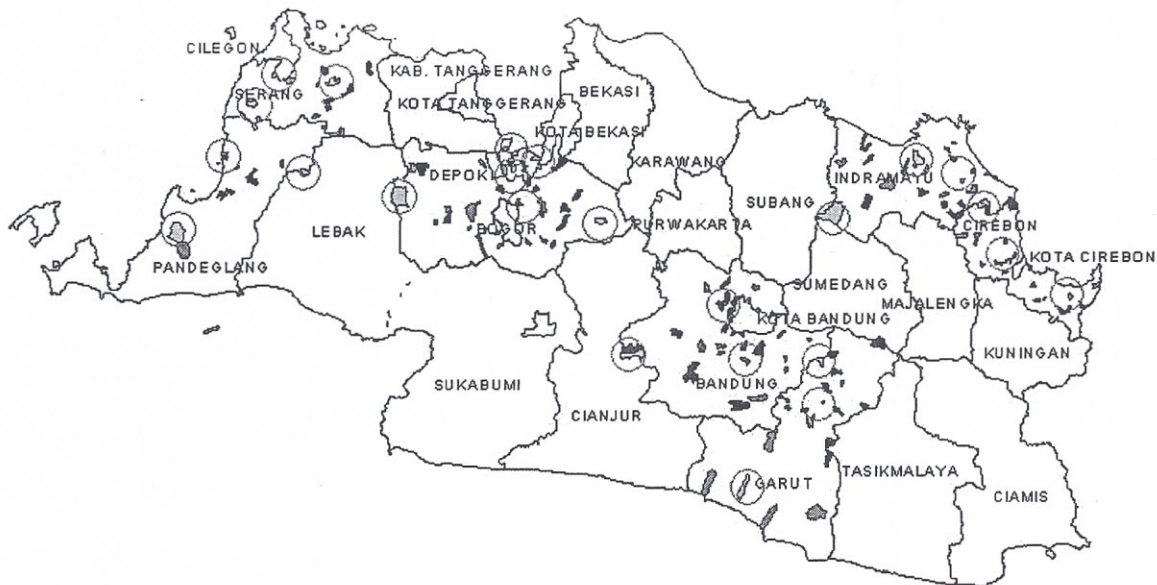 CILEGON
KAB. TANGGERANG
SERANG
BEKASI
KOTA TANGGERANG
KOTA BEKASI
KARAWANG
DEPOK
INDRAMAYU
SUBANG
LEBAK
BOGOR
PURWAKARTA
CIREBON
KOTA CIREBON
PANDEGLANG
SUMEDANG
MAJALENGKA
KOTA BANDUNG
KUNINGAN
SUKABUMI
BANDUNG
CIANJUR
TASIKMALAYA
GARUT
CIAMIS